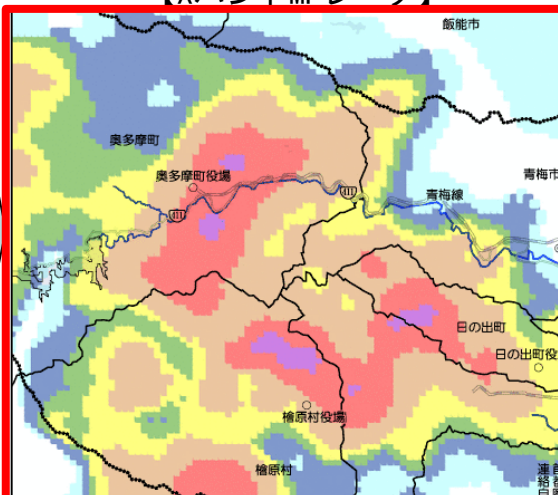 飯能市
奥多摩町
奥多摩町役場
青梅市
青梅線
日の出町
日の出町役
檜原村役場
檜原村